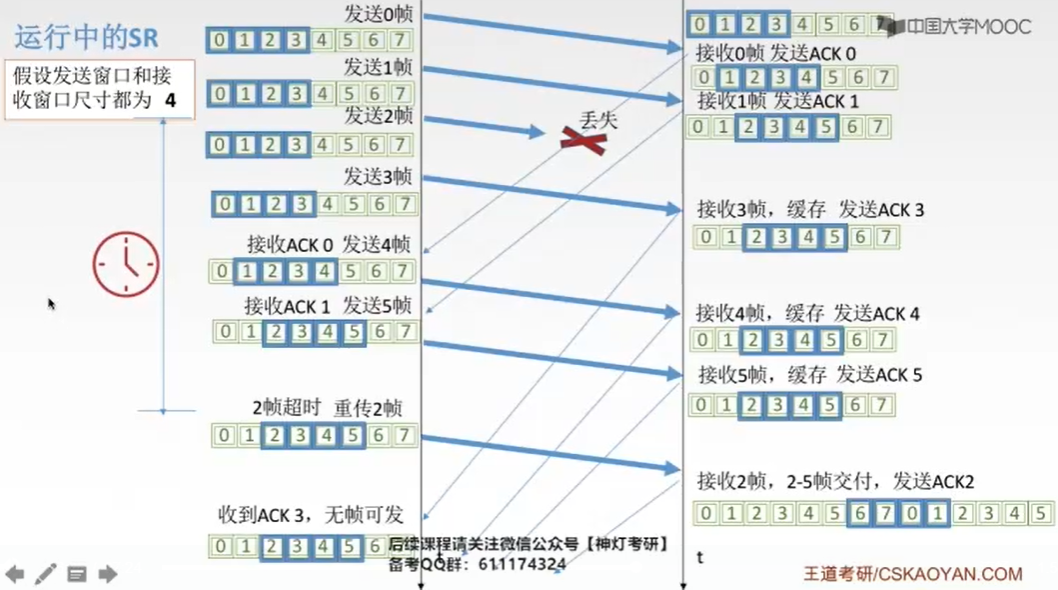 运行中的SR
假设发送窗口和接
收窗口尺寸都为 4
发送0帧
0 1 2 3 4 5 6 7
发送1帧
0 1 2 3 4 5 6 7
发送2帧
0 1 2 3 4 5 6 7
发送3帧
0 1 2 3 4 5 6 7
接收ACK 0 发送4帧
0 1 2 3 4 5 6 7
接收ACK 1 发送5帧
0 1 2 3 4 5 6 7
2帧超时 重传2帧
0 1 2 3 4 5 6 7
收到ACK 3，无帧可发
0 1 2 3 4 5 6
丢失
0 1 2 3 4 5 6 7
中国大学MOOC
接收0帧 发送ACK 0
0 1 2 3 4 5 6 7
接收1帧 发送ACK 1
0 1 2 3 4 5 6 7
接收3帧，缓存 发送ACK 3
0 1 2 3 4 5 6 7
接收4帧，缓存 发送ACK 4
0 1 2 3 4 5 6 7
接收5帧，缓存 发送ACK 5
0 1 2 3 4 5 6 7
接收2帧，2-5帧交付，发送ACK2
0 1 2 3 4 5 6 7 0 1 2 3 4 5
后续课程请关注微信公众号【神灯考研】
备考QQ群：611174324
t
王道考研/CSKAOYAN.COM